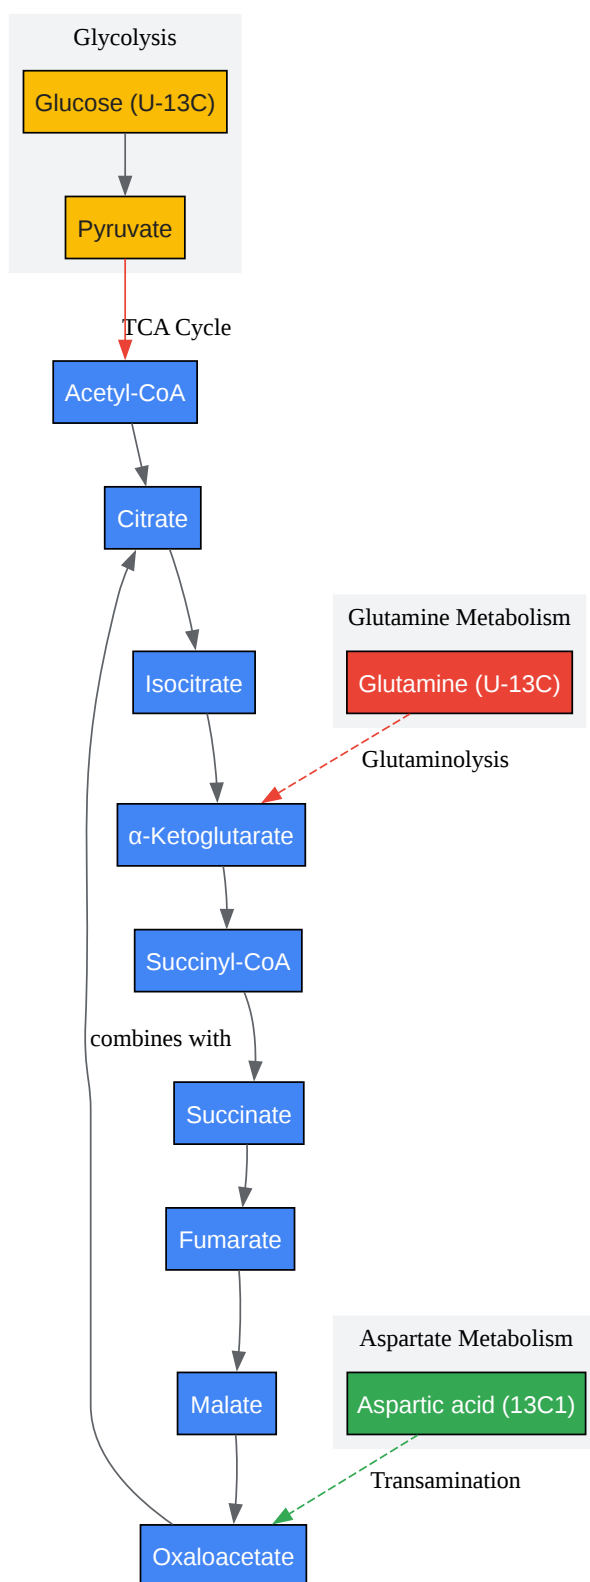 Glycolysis
Glucose (U-13C)
Pyruvate
TCA Cycle
Acetyl-CoA
Citrate
Glutamine Metabolism
Isocitrate
Glutamine (U-13C)
Glutaminolysis
α-Ketoglutarate
Succinyl-CoA
combines with
Succinate
Fumarate
Aspartate Metabolism
Malate
Aspartic acid (13C1)
Transamination
Oxaloacetate